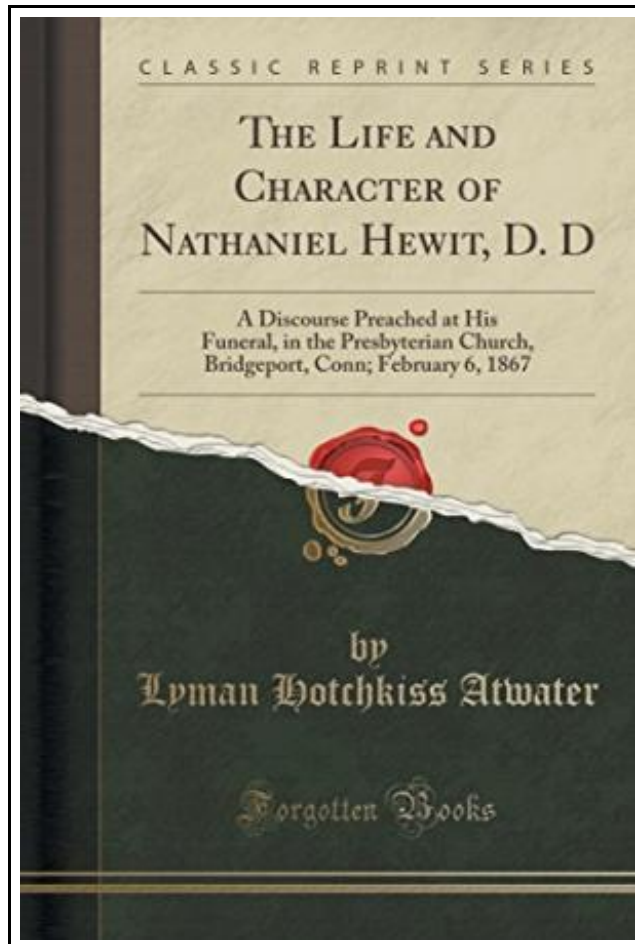 CLASSIC REPRINT SERIES
THE LIFE AND
CHARACTER OF
NATHANIEL HEWIT, D. D
A Discourse Preached at His
Funeral, in the Presbyterian Church,
Bridgeport, Conn; February 6, 1867
by
Lyman Hotchkiss Atwater
Forgotten Books